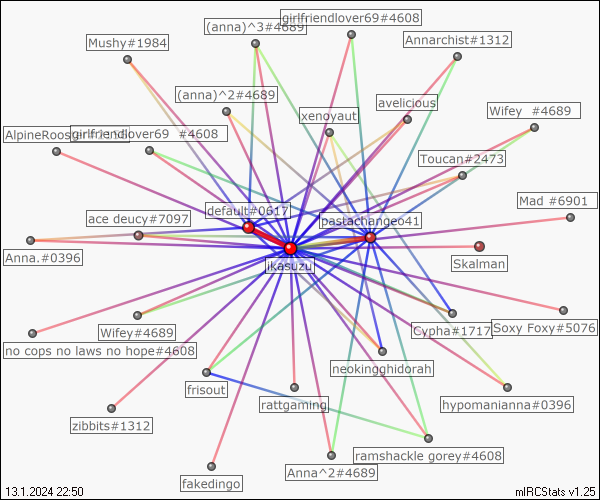 girlfriendlover69#4608
(anna)^3#4689
Annarchist#1312
Mushy#1984
(anna)^2#4689
avelicious
xenoyaut
Wifey #4689
girlfriendlover69 #4608
Toucan#2473
Mad #6901
default#0617
ace deucy#7097
pastachangeo41
Anna.#0396
Skalman
ikasuzu
Soxy Foxy#5076
Wifey#4689
Cypha#1717
no cops no laws no hope#4608
neokingghidorah
frisout
rattgaming
hypomanianna#0396
zibbits#1312
ramshackle gorey#4608
Anna^2#4689
fakedingo
13.1.2024 22:50
mIRCStats v1.25